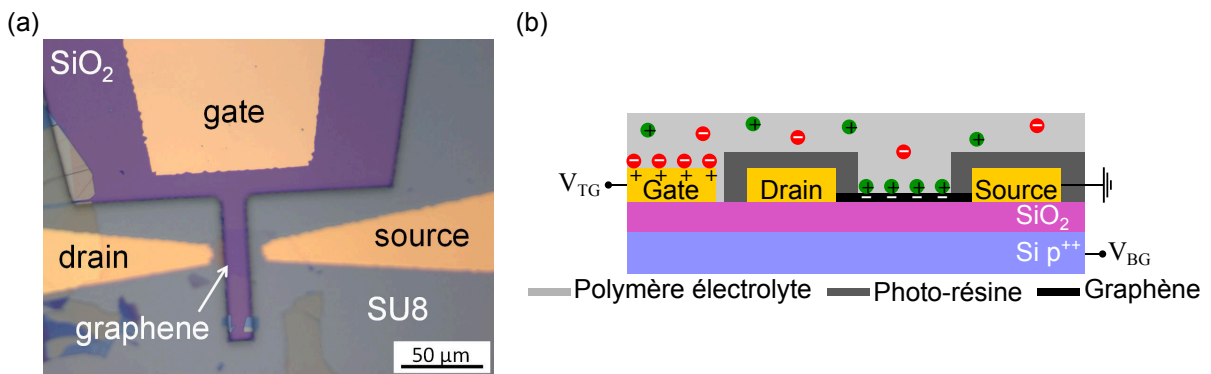 (a)
SiO2
gate
drain
source
graphene
SU8
50 µm
(b)
VTG
Gate
Drain
Source
SiO2
Si p++
VBG
Polymère électrolyte
Photo-résine
Graphène